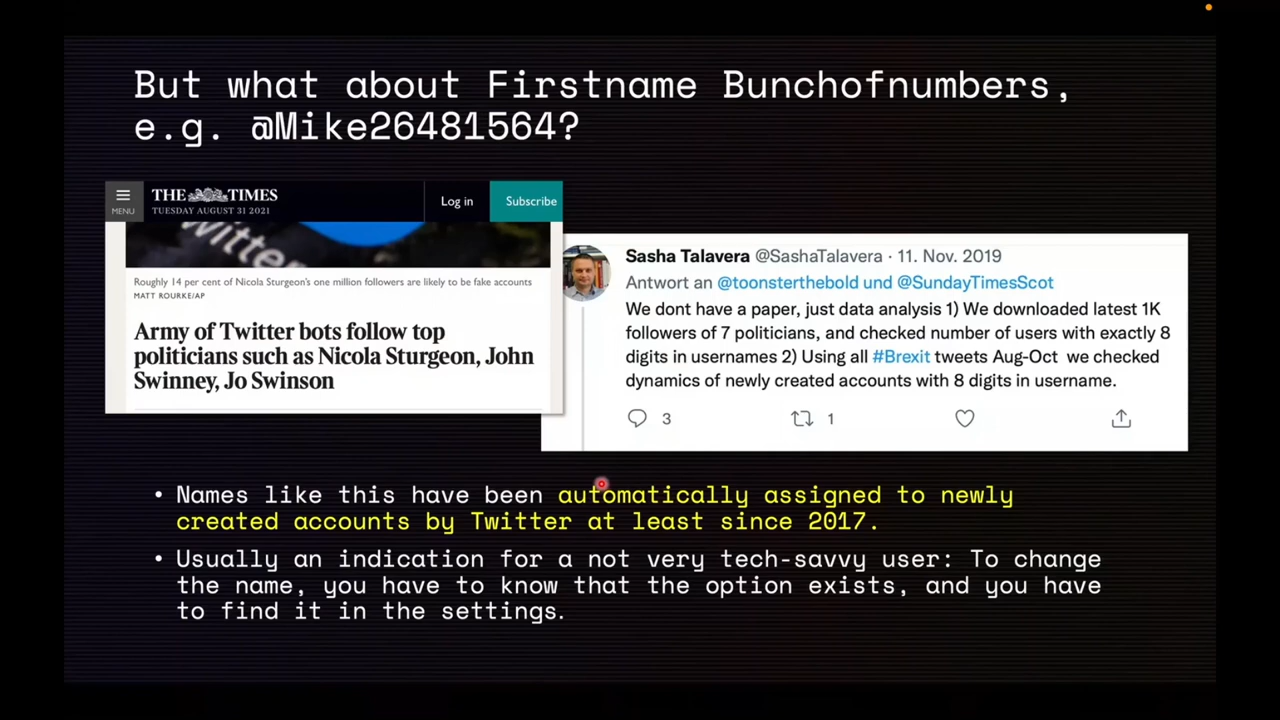 But what about Firstname Bunchofnumbers,
e.g. @Mike26481564?
MENU
THE TIMES
TUESDAY AUGUST 31 2021
Log in
Subscribe
Twitter
Roughly 14 per cent of Nicola Sturgeon's one million followers are likely to be fake accounts
MATT ROURKE/AP
Army of Twitter bots follow top
politicians such as Nicola Sturgeon, John
Swinney, Jo Swinson
Sasha Talavera @SashaTalavera · 11. Nov. 2019
Antwort an @toonsterthebold und @SundayTimesScot
We dont have a paper, just data analysis 1) We downloaded latest 1K
followers of 7 politicians, and checked number of users with exactly 8
digits in usernames 2) Using all #Brexit tweets Aug-Oct we checked
dynamics of newly created accounts with 8 digits in username.
3
1
• Names like this have been automatically assigned to newly
created accounts by Twitter at least since 2017.
• Usually an indication for a not very tech-savvy user: To change
the name, you have to know that the option exists, and you have
to find it in the settings.